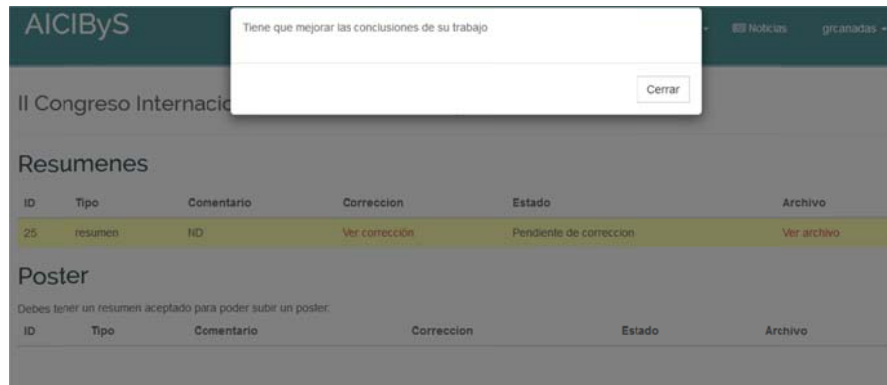 AICIByS
Tiene que mejorar las conclusiones de su trabajo
Noticias
grcanadas
Cerrar
II Congreso Internacio
Resumenes
ID Tipo Comentario Correccion Estado Archivo
25 resumen ND Ver corrección Pendiente de correccion Ver archivo
Poster
Debes tener un resumen aceptado para poder subir un poster.
ID Tipo Comentario Correccion Estado Archivo